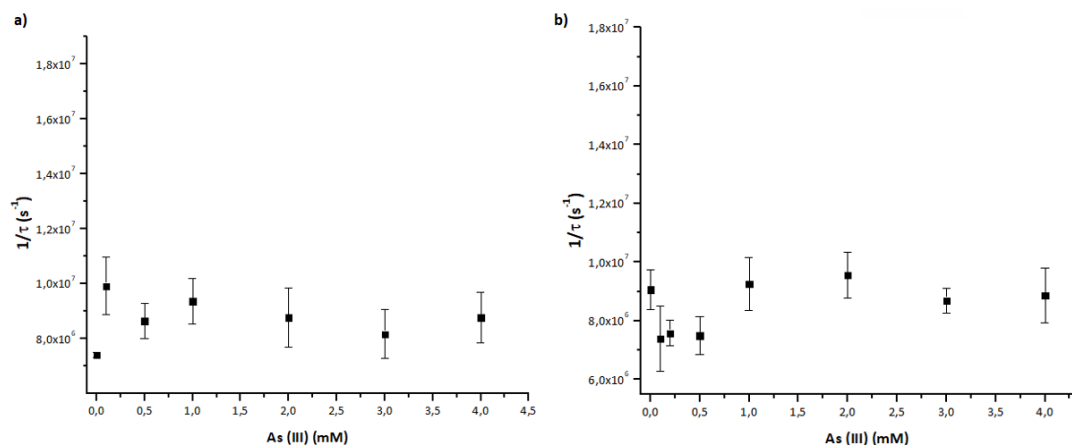 a)
1,8x10⁷
1,6x10⁷
1,4x10⁷
1,2x10⁷
1,0x10⁷
8,0x10⁶
1/τ (s⁻¹)
0,0 0,5 1,0 1,5 2,0 2,5 3,0 3,5 4,0 4,5
As (III) (mM)
b)
1,8x10⁷
1,6x10⁷
1,4x10⁷
1,2x10⁷
1,0x10⁷
8,0x10⁶
6,0x10⁶
1/τ (s⁻¹)
0,0 0,5 1,0 1,5 2,0 2,5 3,0 3,5 4,0
As (III) (mM)